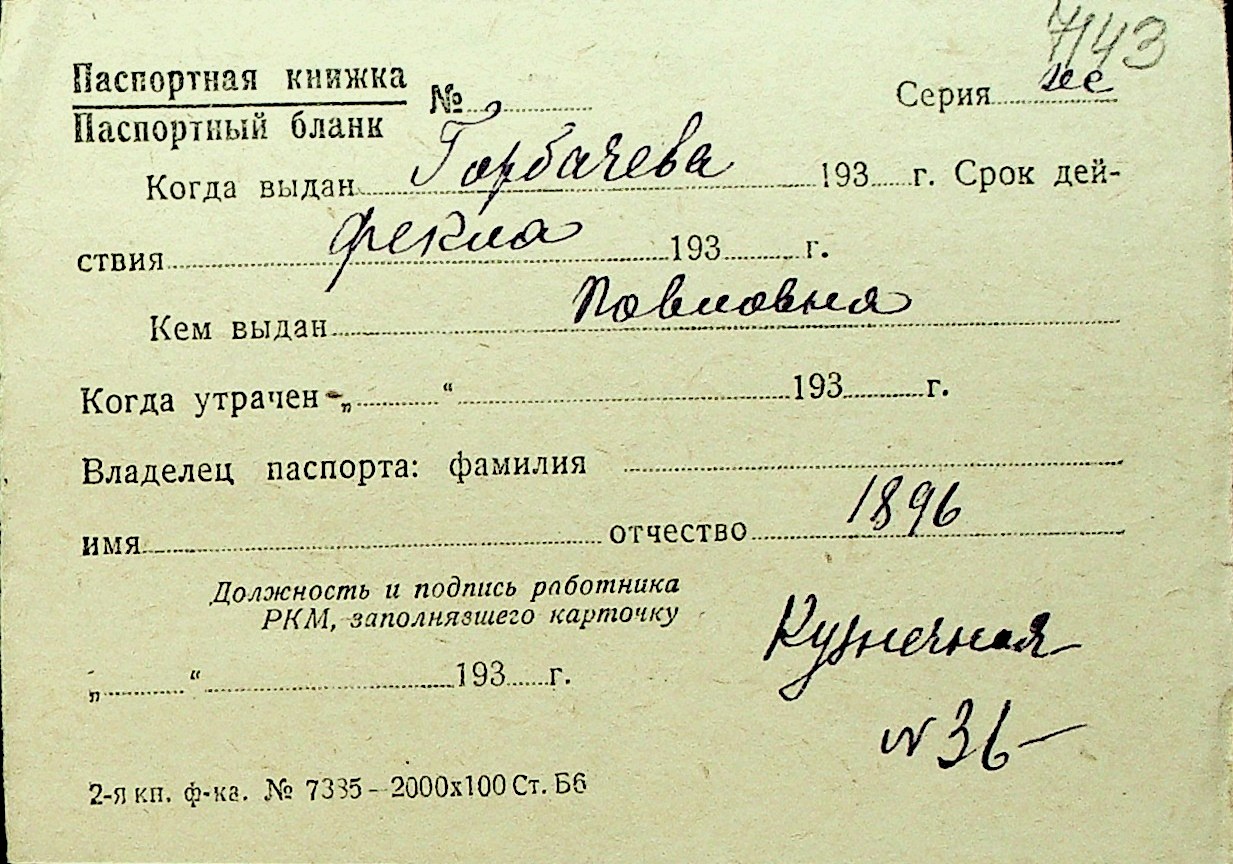 7143
Паспортная книжка
Паспортный бланк
№ Серия
Когда выдан Горбачева 193 г. Срок дей-
ствия Фекла 193 г.
Кем выдан Павловна
Когда утрачен „ “ 193 г.
Владелец паспорта: фамилия
имя отчество 1896
Должность и подпись работника
РКМ, заполнявшего карточку
Кузнечная
„ “ 193 г.
№ 36
2-я кн. ф-ка. № 7335–2000х100 Ст. Б6